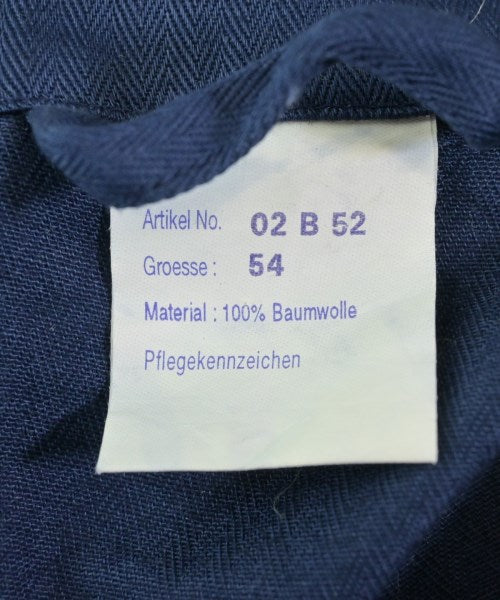 Artikel No. 02 B 52
Groesse : 54
Material : 100% Baumwolle
Pflegekennzeichen